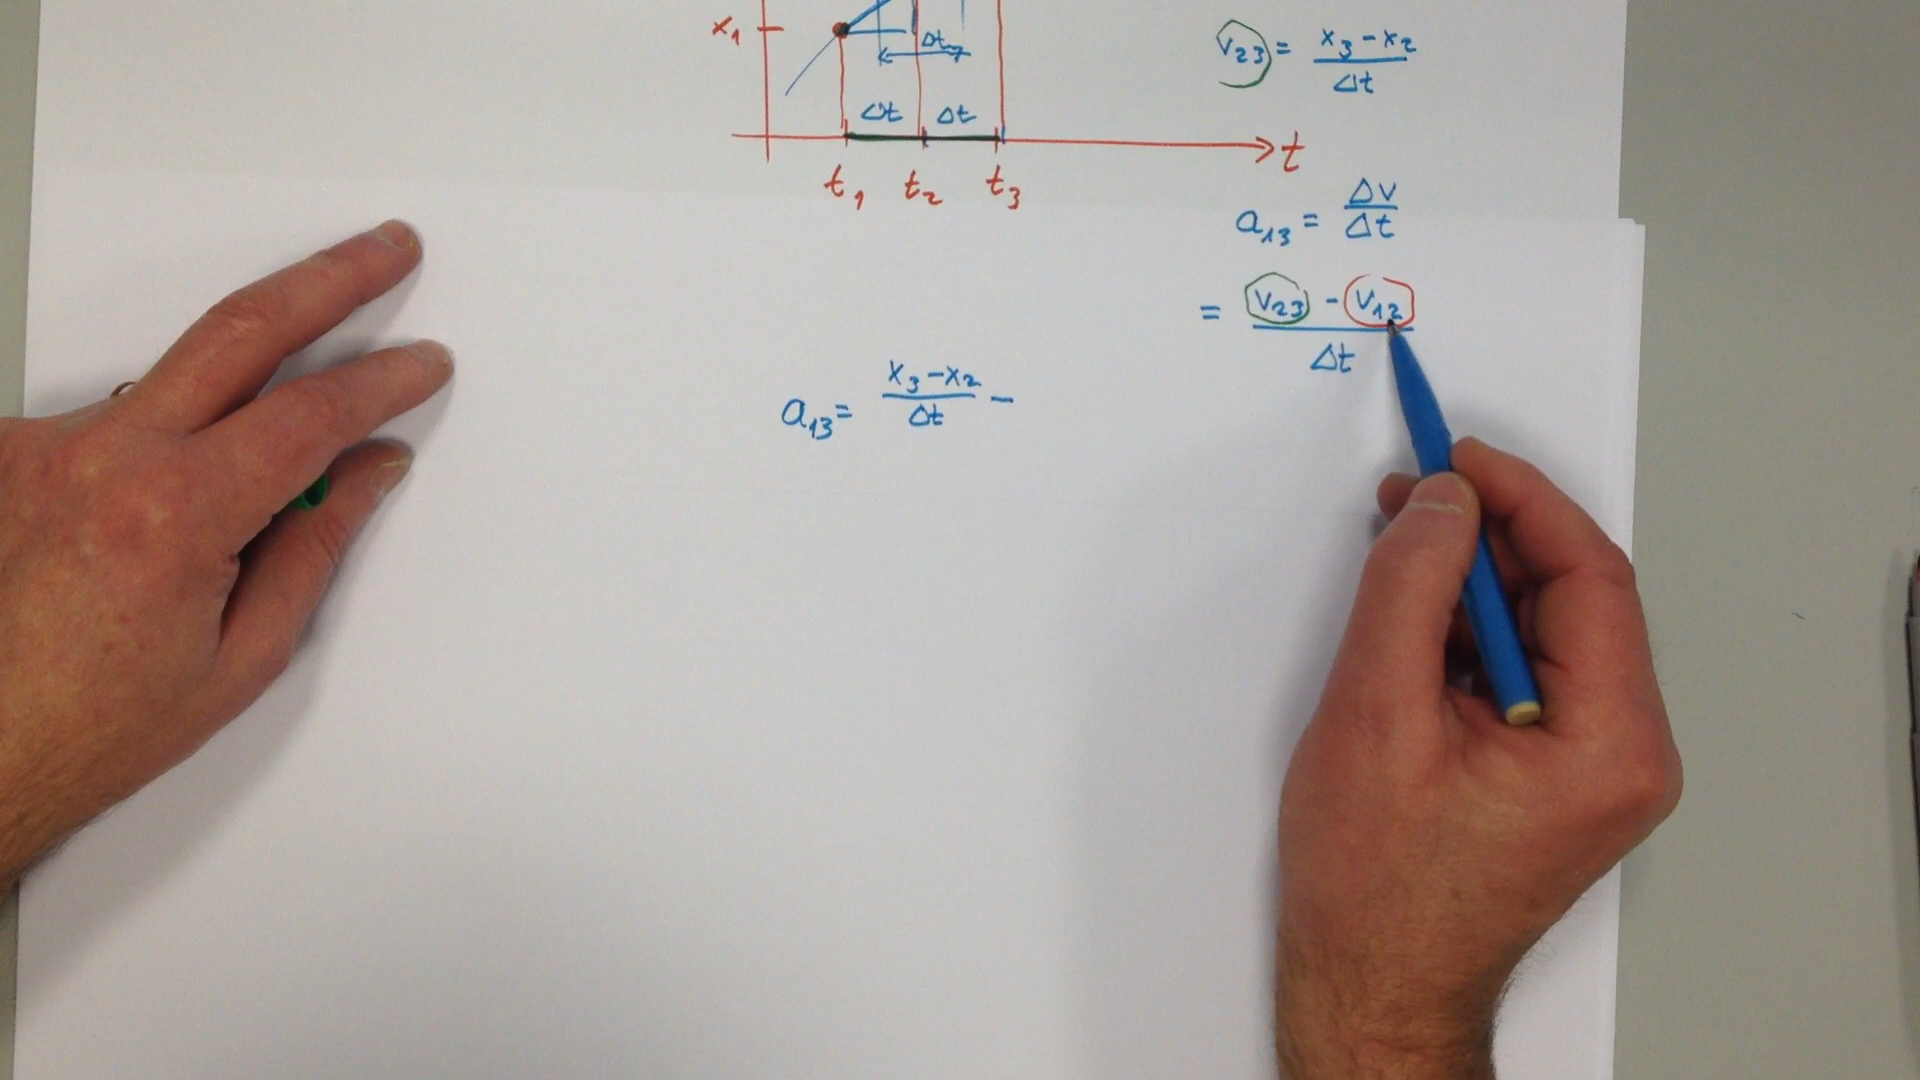 x₁
Δt
v₂₃ = (x₃ - x₂)/Δt
Δt Δt
t
t₁ t₂ t₃
a₁₃ = Δv/Δt
= (v₂₃ - v₁₂)/Δt
a₁₃ = (x₃ - x₂)/Δt -